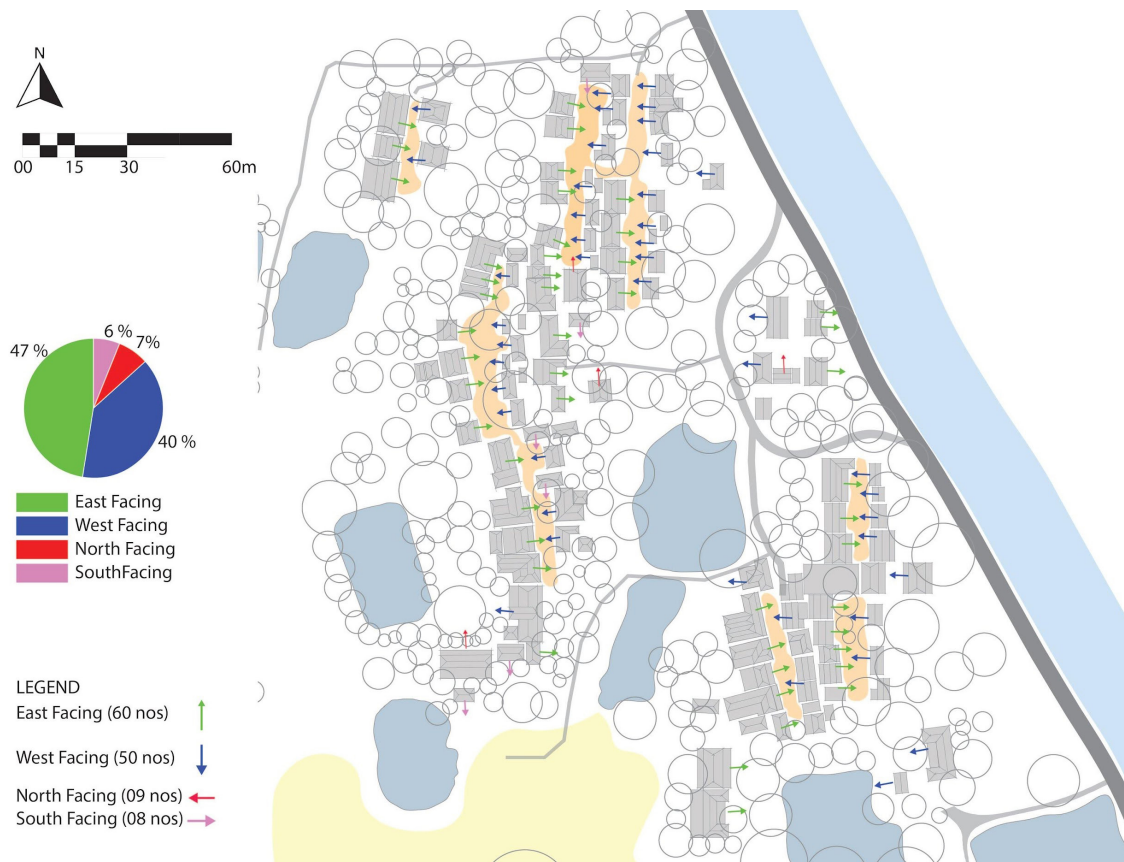 N
00 15 30 60m
6 %
47 %
7%
40 %
East Facing
West Facing
North Facing
SouthFacing
LEGEND
East Facing (60 nos)
West Facing (50 nos)
North Facing (09 nos)
South Facing (08 nos)